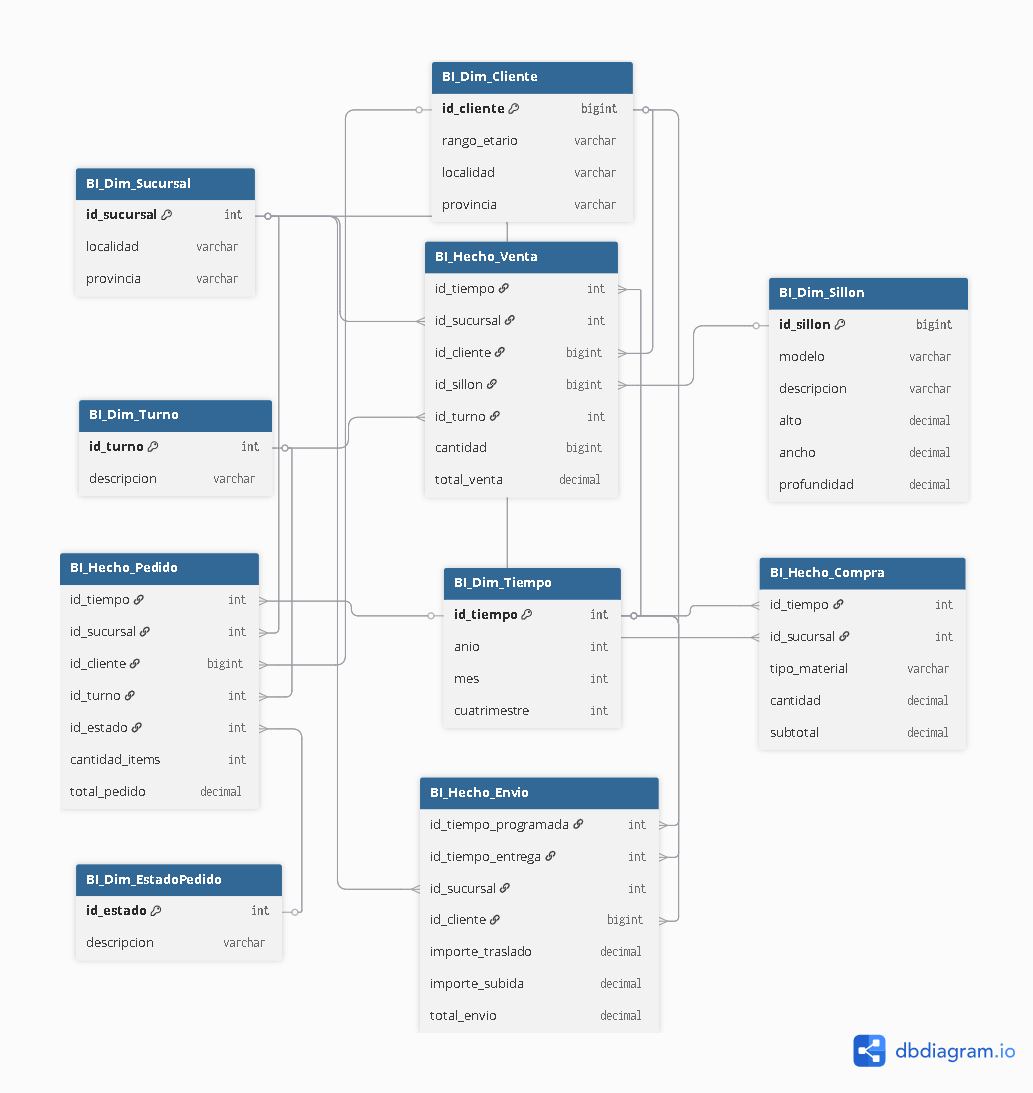 BI_Dim_Cliente
id_cliente bigint
rango_etario varchar
localidad varchar
provincia varchar
BI_Dim_Sucursal
id_sucursal int
localidad varchar
provincia varchar
BI_Hecho_Venta
id_tiempo int
id_sucursal int
id_cliente bigint
id_sillon bigint
id_turno int
cantidad bigint
total_venta decimal
BI_Dim_Sillon
id_sillon bigint
modelo varchar
descripcion varchar
alto decimal
ancho decimal
profundidad decimal
BI_Dim_Turno
id_turno int
descripcion varchar
BI_Hecho_Pedido
id_tiempo int
id_sucursal int
id_cliente bigint
id_turno int
id_estado int
cantidad_items int
total_pedido decimal
BI_Dim_Tiempo
id_tiempo int
anio int
mes int
cuatrimestre int
BI_Hecho_Compra
id_tiempo int
id_sucursal int
tipo_material varchar
cantidad decimal
subtotal decimal
BI_Hecho_Envio
id_tiempo_programada int
id_tiempo_entrega int
id_sucursal int
id_cliente bigint
importe_traslado decimal
importe_subida decimal
total_envio decimal
BI_Dim_EstadoPedido
id_estado int
descripcion varchar
dbdiagram.io